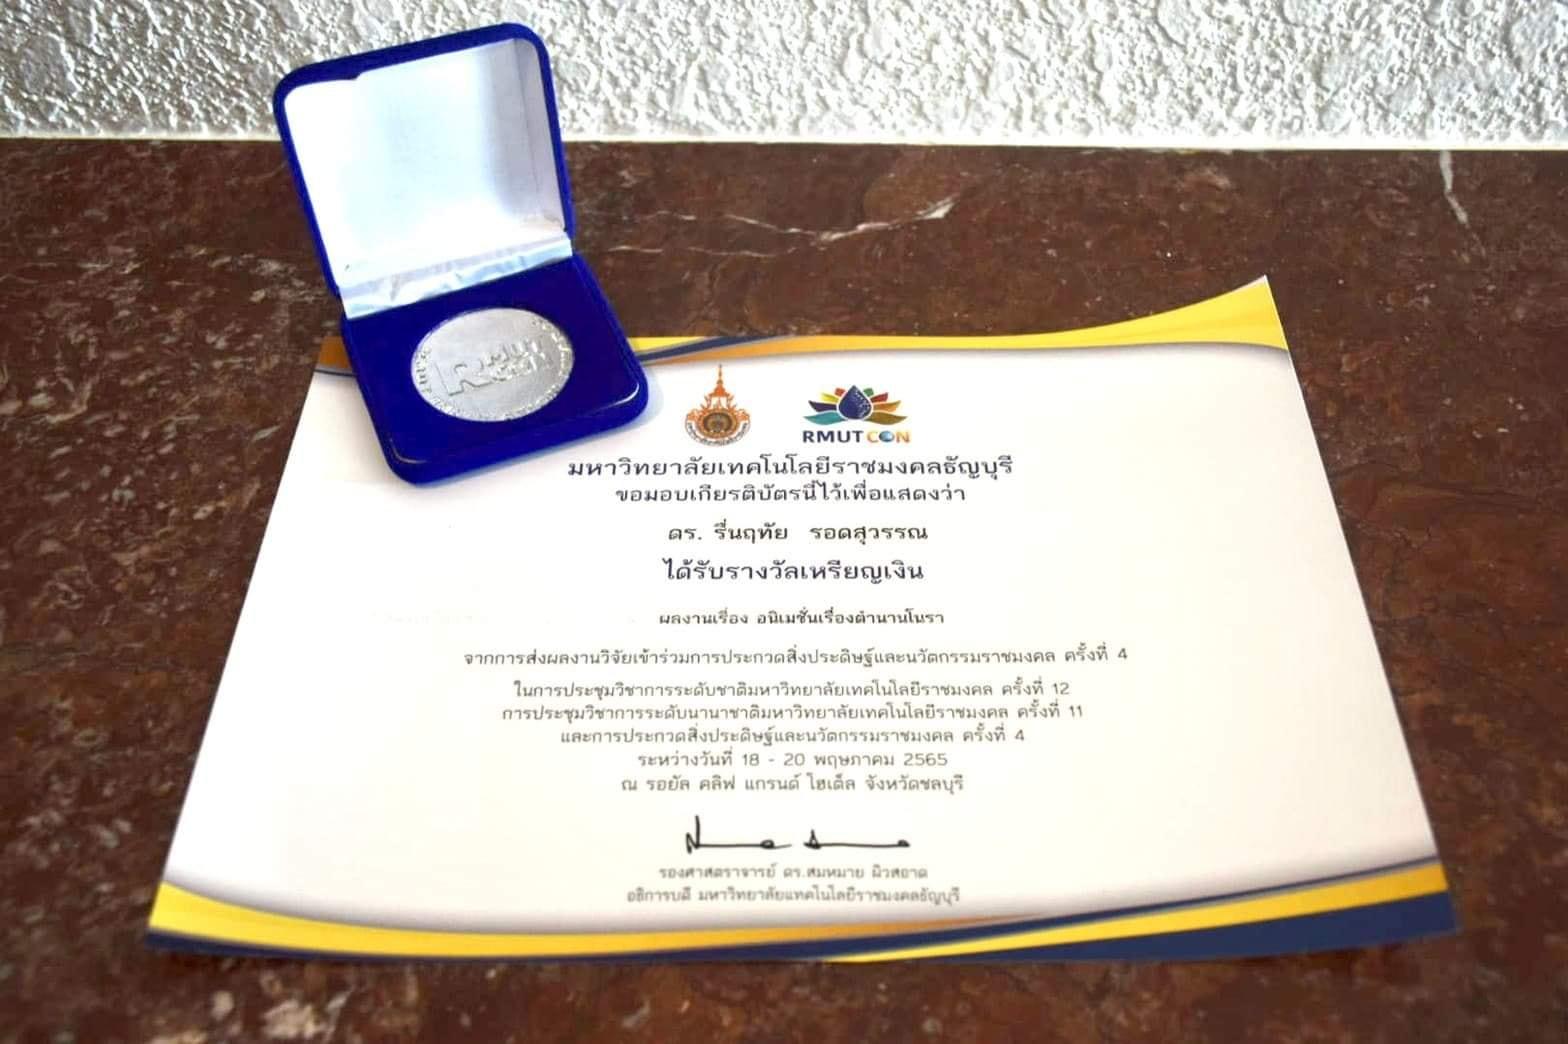 RMUT
CON
RMUTCON
มหาวิทยาลัยเทคโนโลยีราชมงคลธัญบุรี
ขอมอบเกียรติบัตรนี้ไว้เพื่อแสดงว่า
ดร. รื่นฤทัย รอดสุวรรณ
ได้รับรางวัลเหรียญเงิน
ผลงานเรื่อง อนิเมชั่นเรื่องตำนานโนรา
จากการส่งผลงานวิจัยเข้าร่วมการประกวดสิ่งประดิษฐ์และนวัตกรรมราชมงคล ครั้งที่ 4
ในการประชุมวิชาการระดับชาติมหาวิทยาลัยเทคโนโลยีราชมงคล ครั้งที่ 12
การประชุมวิชาการระดับนานาชาติมหาวิทยาลัยเทคโนโลยีราชมงคล ครั้งที่ 11
และการประกวดสิ่งประดิษฐ์และนวัตกรรมราชมงคล ครั้งที่ 4
ระหว่างวันที่ 18 - 20 พฤษภาคม 2565
ณ รอยัล คลิฟ แกรนด์ โฮเต็ล จังหวัดชลบุรี
รองศาสตราจารย์ ดร.สมหมาย ผิวสอาด
อธิการบดี มหาวิทยาลัยเทคโนโลยีราชมงคลธัญบุรี